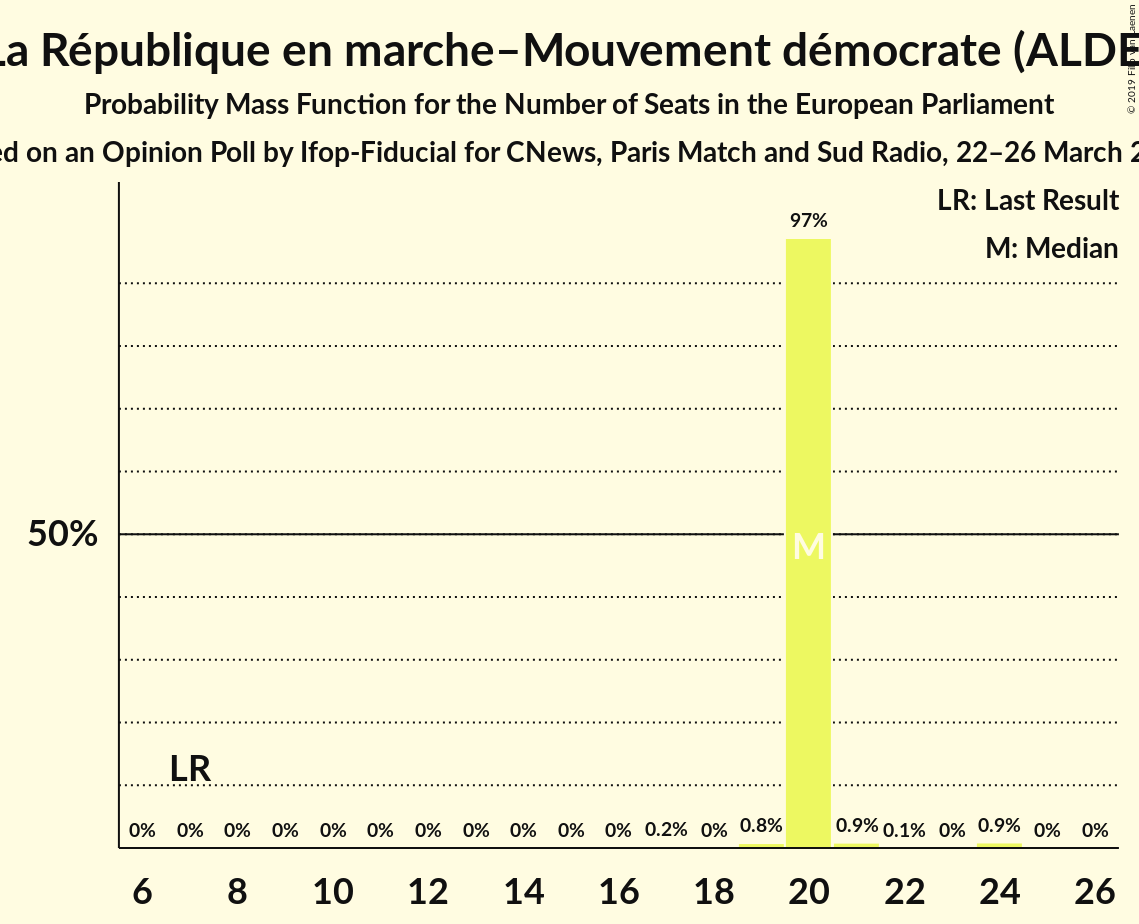 La République en marche–Mouvement démocrate (ALDE
Probability Mass Function for the Number of Seats in the European Parliament
ed on an Opinion Poll by Ifop-Fiducial for CNews, Paris Match and Sud Radio, 22–26 March 2
© 2019 Filip van Laenen
LR: Last Result
M: Median
97%
50%
M
LR
0% 0% 0% 0% 0% 0% 0% 0% 0% 0% 0% 0.2% 0% 0.8% 0.9% 0.1% 0% 0.9% 0% 0%
6 8 10 12 14 16 18 20 22 24 26